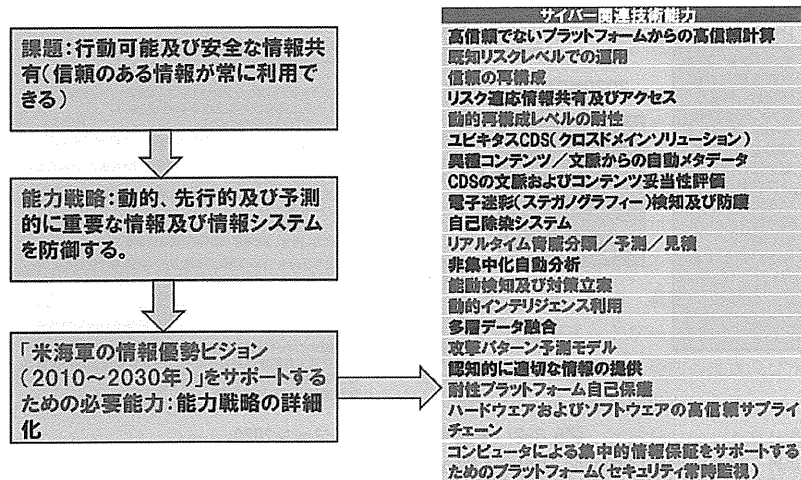 課題:行動可能及び安全な情報共
有(信頼のある情報が常に利用で
きる)
能力戦略:動的、先行的及び予測
的に重要な情報及び情報システム
を防御する。
「米海軍の情報優勢ビジョン
(2010~2030年)」をサポートする
ための必要能力:能力戦略の詳細
化
サイバー関連技術能力
高信頼でないプラットフォームからの高信頼計算
既知リスクレベルでの運用
信頼の再構成
リスク適応情報共有及びアクセス
動的再構成レベルの耐性
ユビキタスCDS(クロスドメインソリューション)
異種コンテンツ/文脈からの自動メタデータ
CDSの文脈およびコンテンツ妥当性評価
電子迷彩(ステガノグラフィー)検知及び防護
自己除染システム
リアルタイム脅威分類/予測/見積
非集中化自動分析
能動検知及び対策立案
動的インテリジェンス利用
多層データ融合
攻撃パターン予測モデル
認知的に適切な情報の提供
耐性プラットフォーム自己保護
ハードウェアおよびソフトウェアの高信頼サプライ
チェーン
コンピュータによる集中的情報保証をサポートする
ためのプラットフォーム(セキュリティ常時監視)